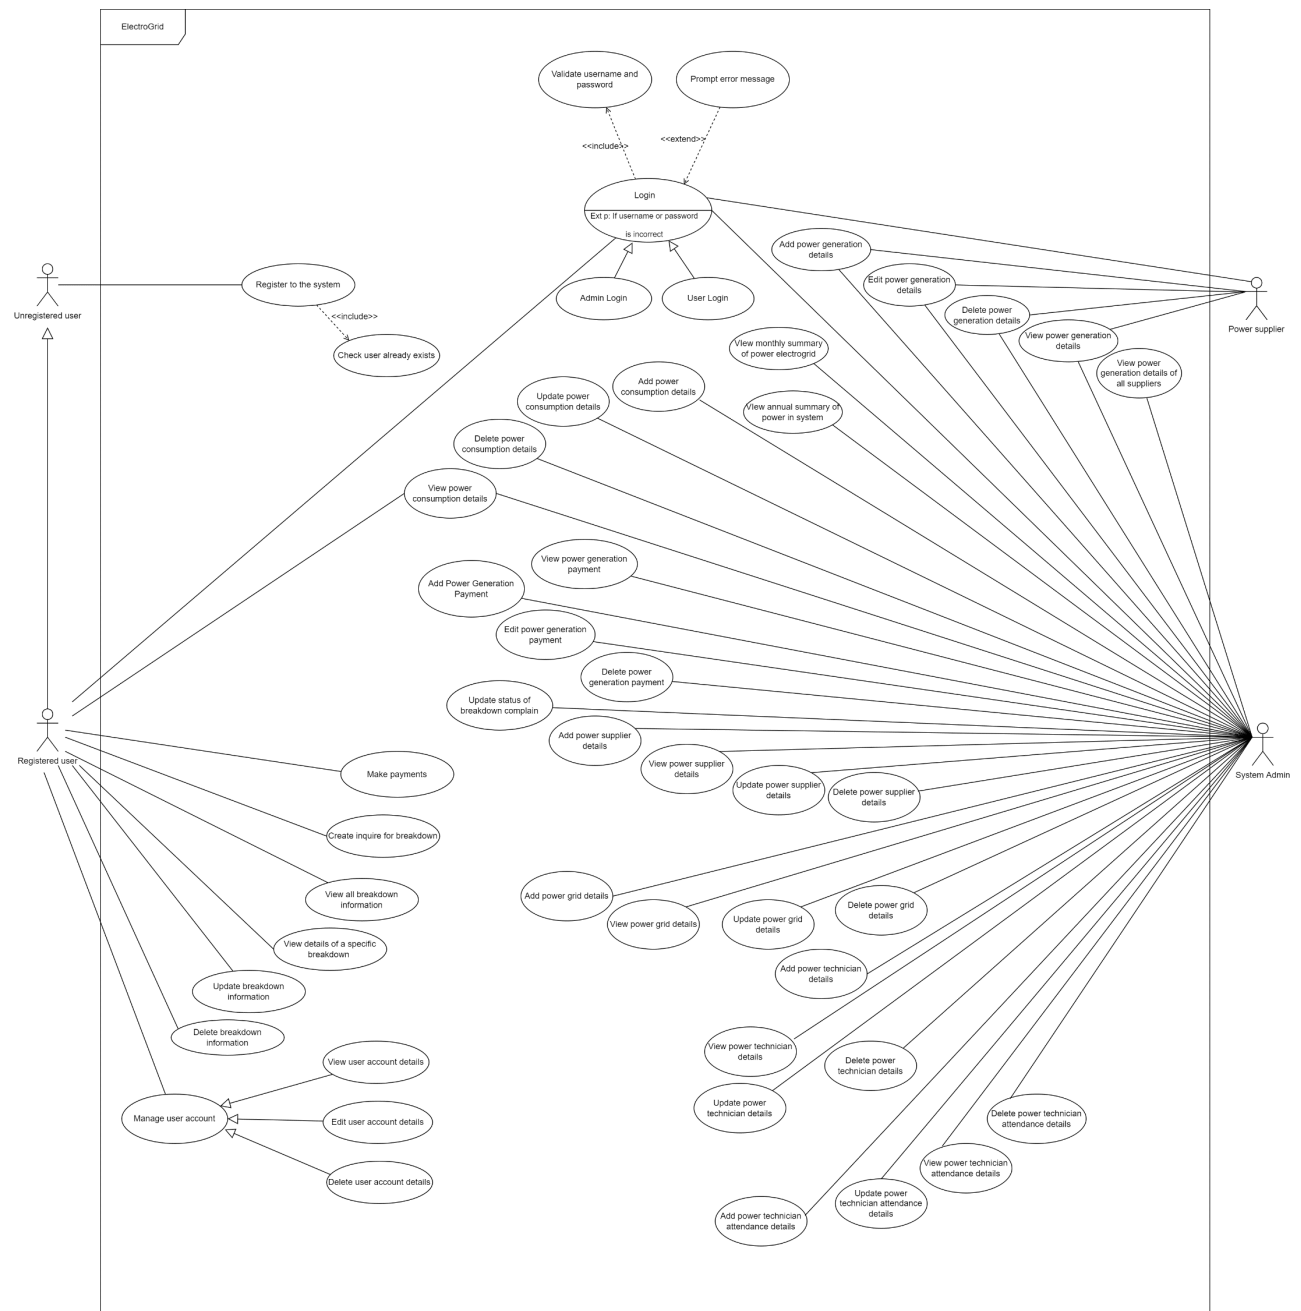 ElectroGrid
Validate username and
password
Prompt error message
<<include>>
<<extend>>
Login
Ext p: If username or password
is incorrect
Admin Login
User Login
Unregistered user
Register to the system
<<include>>
Check user already exists
Add power generation
details
Edit power generation
details
Delete power
generation details
View power generation
details
View power
generation details of
all suppliers
Power supplier
VIew monthly summary
of power electrogrid
VIew annual summary of
power in system
Add power
consumption details
Update power
consumption details
Delete power
consumption details
View power
consumption details
View power generation
payment
Add Power Generation
Payment
Edit power generation
payment
Delete power
generation payment
Update status of
breakdown complain
Add power supplier
details
View power supplier
details
Update power supplier
details
Delete power supplier
details
Registered user
System Admin
Make payments
Create inquire for breakdown
View all breakdown
information
View details of a specific
breakdown
Update breakdown
information
Delete breakdown
information
View user account details
Manage user account
Edit user account details
Delete user account details
Add power grid details
View power grid details
Update power grid
details
Delete power grid
details
Add power technician
details
View power technician
details
Delete power
technician details
Update power
technician details
Delete power technician
attendance details
View power technician
attendance details
Update power
technician attendance
details
Add power technician
attendance details